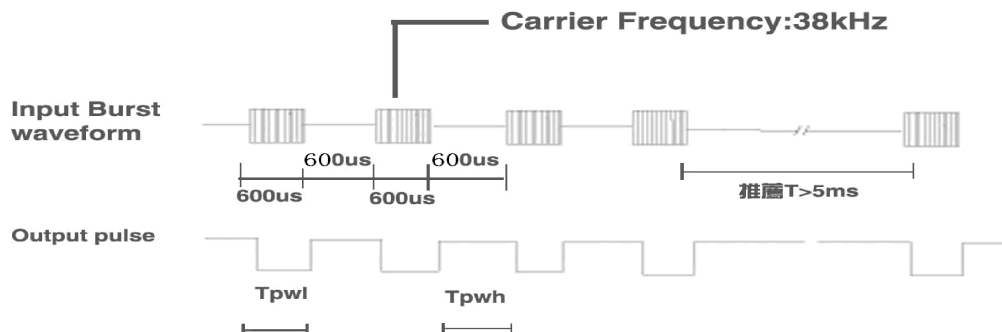 Carrier Frequency:38kHz
Input Burst
waveform
600us
600us
600us
600us
推薦T>5ms
Output pulse
Tpwl
Tpwh